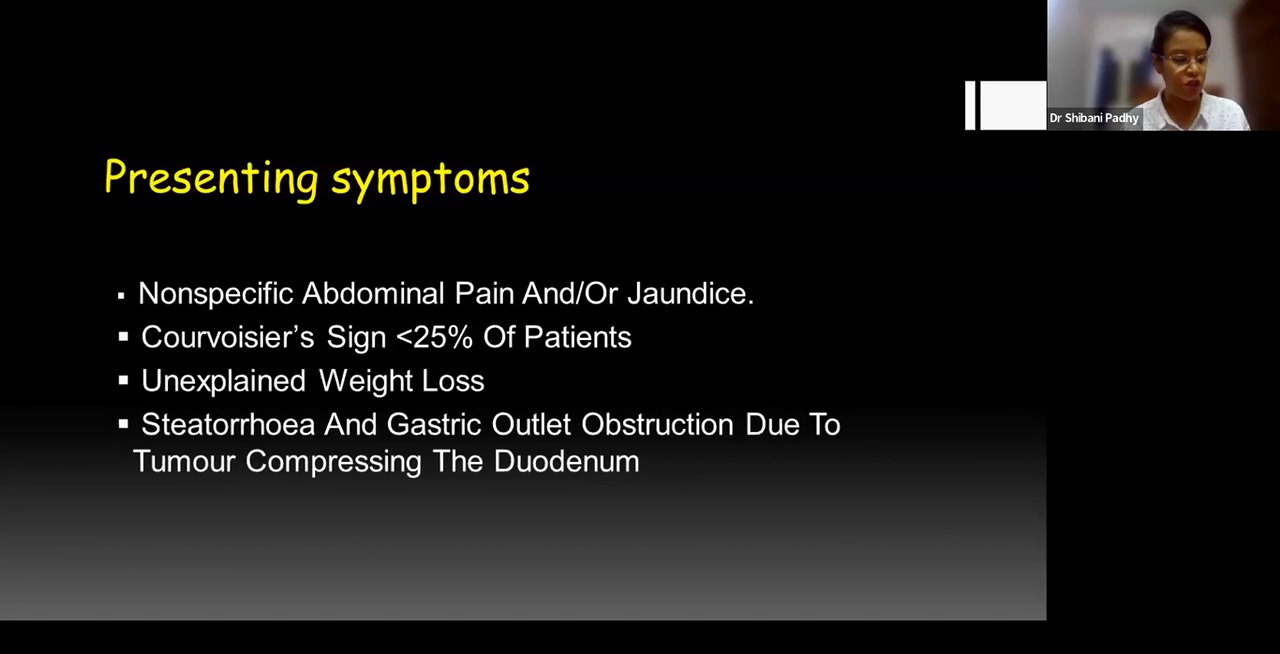 Dr Shibani Padhy
Presenting symptoms
▪ Nonspecific Abdominal Pain And/Or Jaundice.
▪ Courvoisier’s Sign <25% Of Patients
▪ Unexplained Weight Loss
▪ Steatorrhoea And Gastric Outlet Obstruction Due To
Tumour Compressing The Duodenum